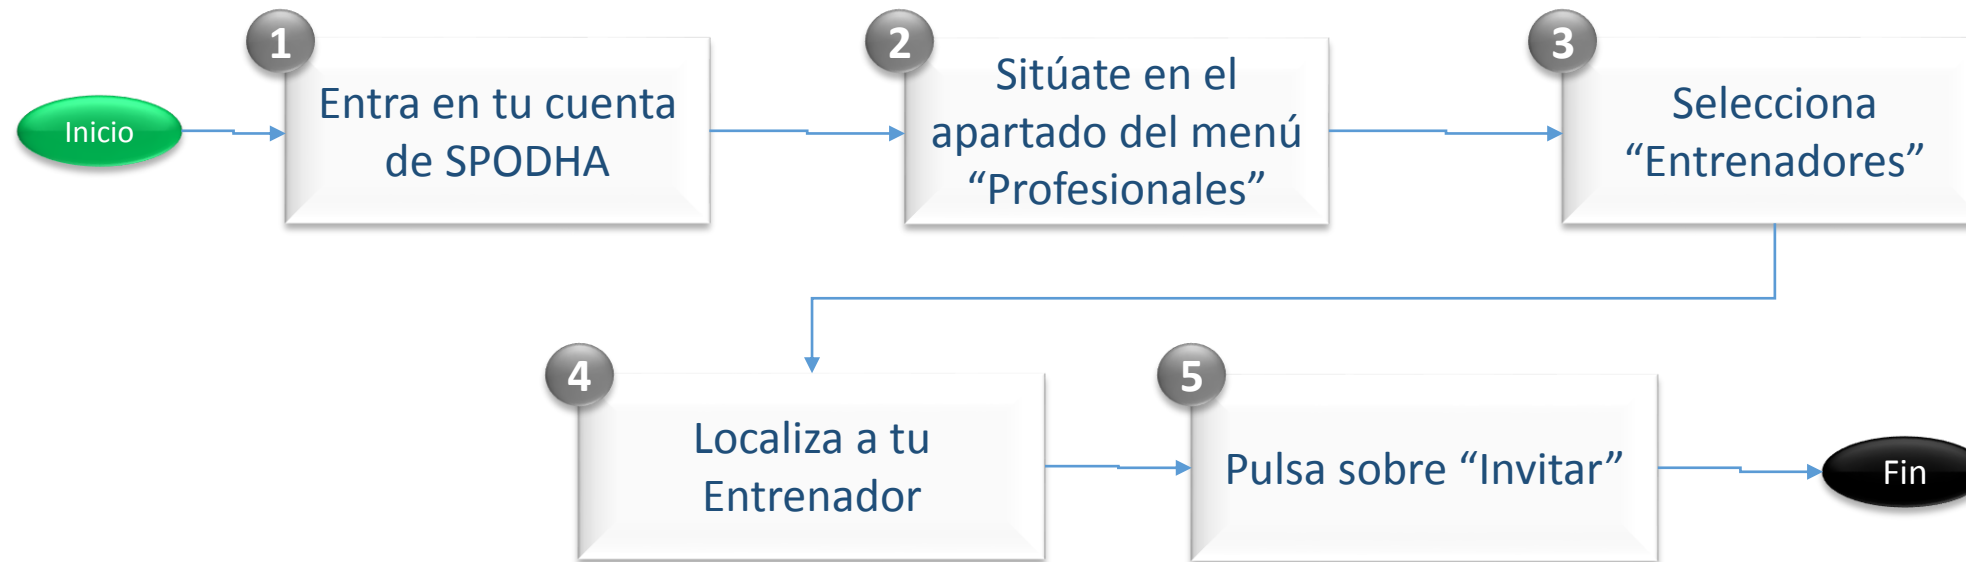 Inicio
1
Entra en tu cuenta
de SPODHA
2
Sitúate en el
apartado del menú
“Profesionales”
3
Selecciona
“Entrenadores”
4
Localiza a tu
Entrenador
5
Pulsa sobre “Invitar”
Fin